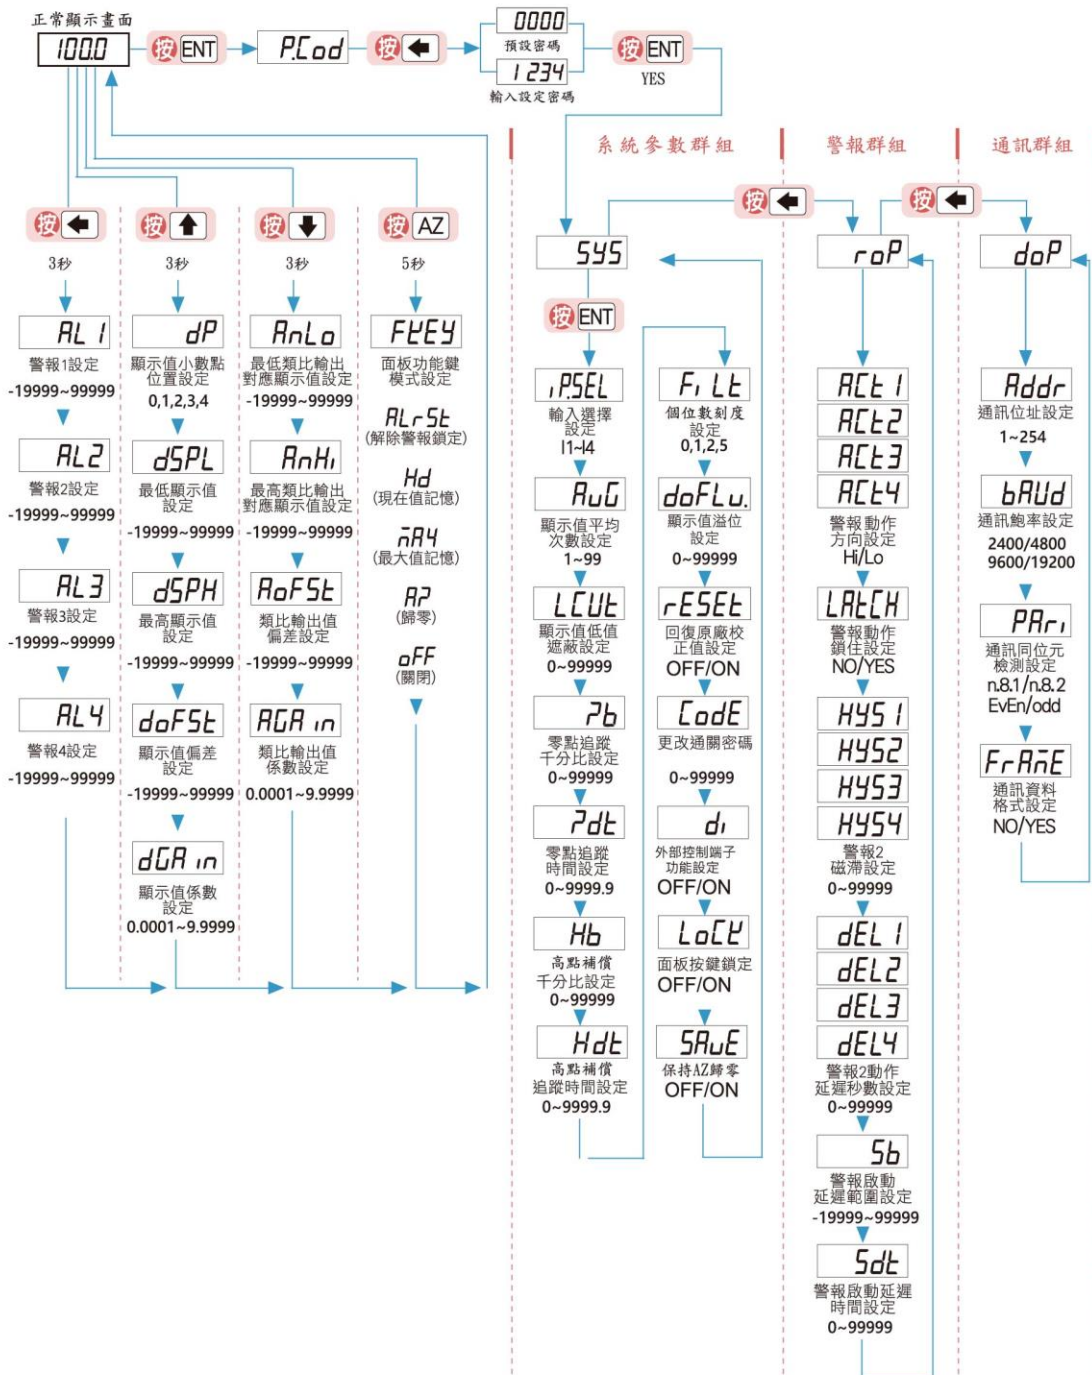 正常顯示畫面
100.0
按 ENT
P.Cod
按
0000
預設密碼
1234
輸入設定密碼
按 ENT
YES
系統參數群組
警報群組
通訊群組
按
3秒
AL1
警報1設定
-19999~99999
AL2
警報2設定
-19999~99999
AL3
警報3設定
-19999~99999
AL4
警報4設定
-19999~99999
按
3秒
dP
顯示值小數點
位置設定
0,1,2,3,4
dSPL
最低顯示值
設定
-19999~99999
dSPH
最高顯示值
設定
-19999~99999
doFSt
顯示值偏差
設定
-19999~99999
dGAin
顯示值係數
設定
0.0001~9.9999
按
3秒
AnLo
最低類比輸出
對應顯示值設定
-19999~99999
AnHi
最高類比輸出
對應顯示值設定
-19999~99999
AoFSt
類比輸出值
偏差設定
-19999~99999
AGAin
類比輸出值
係數設定
0.0001~9.9999
按 AZ
5秒
FKEY
面板功能鍵
模式設定
ALrSt
(解除警報鎖定)
Hd
(現在值記憶)
mAX
(最大值記憶)
AZ
(歸零)
oFF
(關閉)
SYS
按 ENT
iP.SEL
輸入選擇
設定
I1~I4
AvG
顯示值平均
次數設定
1~99
LCUt
顯示值低值
遮蔽設定
0~99999
Zb
零點追蹤
千分比設定
0~99999
Zdt
零點追蹤
時間設定
0~9999.9
Hb
高點補償
千分比設定
0~99999
Hdt
高點補償
追蹤時間設定
0~9999.9
FiLt
個位數刻度
設定
0,1,2,5
doFLv.
顯示值溢位
設定
0~99999
rESEt
回復原廠校
正值設定
OFF/ON
CodE
更改通關密碼
0~99999
di
外部控制端子
功能設定
OFF/ON
LoCK
面板按鍵鎖定
OFF/ON
SAvE
保持AZ歸零
OFF/ON
按
roP
ACt1
ACt2
ACt3
ACt4
警報動作
方向設定
Hi/Lo
LAtCH
警報動作
鎖住設定
NO/YES
HYS1
HYS2
HYS3
HYS4
警報2
磁滯設定
0~99999
dEL1
dEL2
dEL3
dEL4
警報2動作
延遲秒數設定
0~99999
Sb
警報啟動
延遲範圍設定
-19999~99999
Sdt
警報啟動延遲
時間設定
0~99999
按
doP
Addr
通訊位址設定
1~254
bAUd
通訊鮑率設定
2400/4800
9600/19200
PAri
通訊同位元
檢測設定
n.8.1/n.8.2
EvEn/odd
FrAmE
通訊資料
格式設定
NO/YES